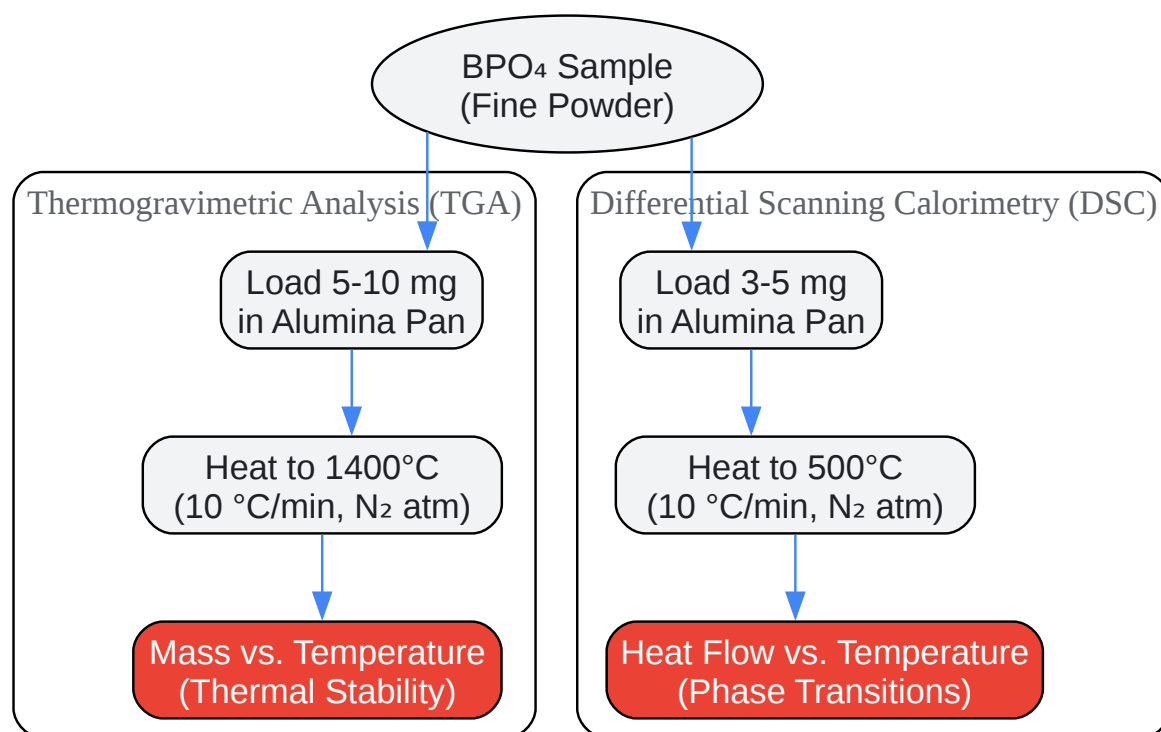 BPO₄ Sample
(Fine Powder)
Thermogravimetric Analysis (TGA)
Load 5-10 mg
in Alumina Pan
Heat to 1400°C
(10 °C/min, N₂ atm)
Mass vs. Temperature
(Thermal Stability)
Differential Scanning Calorimetry (DSC)
Load 3-5 mg
in Alumina Pan
Heat to 500°C
(10 °C/min, N₂ atm)
Heat Flow vs. Temperature
(Phase Transitions)